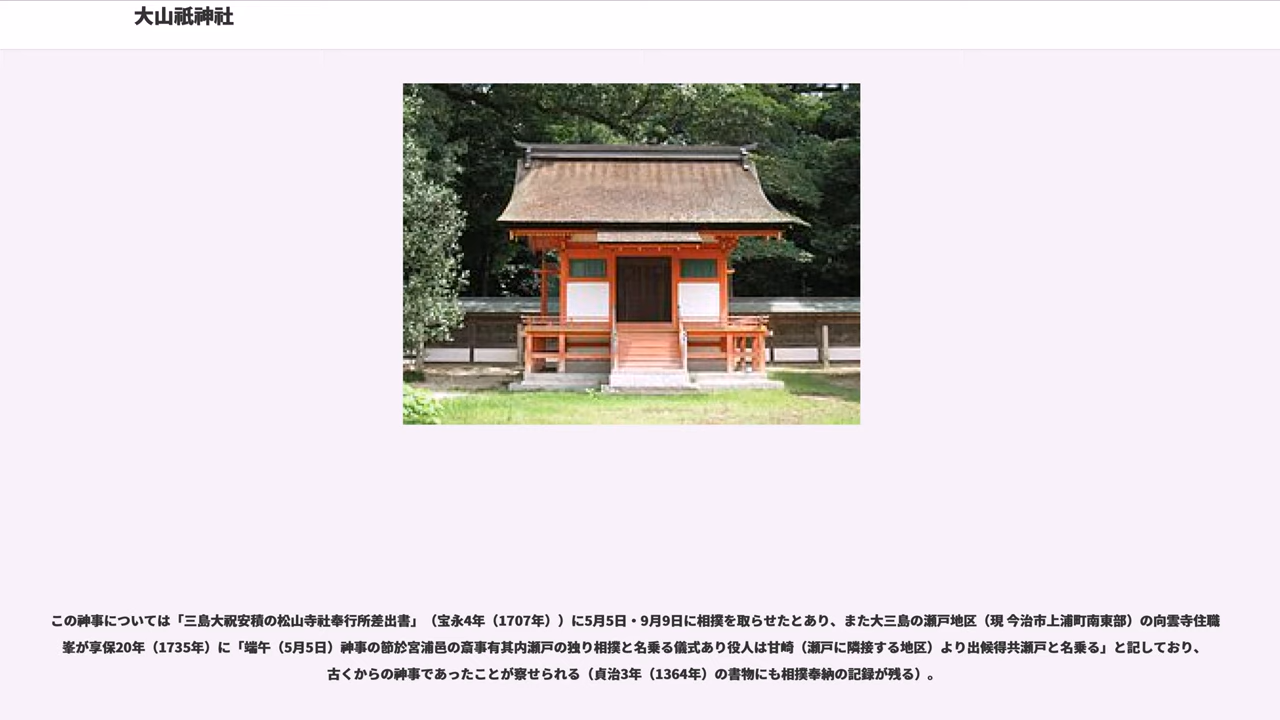 大山祇神社
この神事については「三島大祝安積の松山寺社奉行所差出書」（宝永4年（1707年））に5月5日・9月9日に相撲を取らせたとあり、また大三島の瀬戸地区（現 今治市上浦町南東部）の向雲寺住職
峯が享保20年（1735年）に「端午（5月5日）神事の節於宮浦邑の斎事有其内瀬戸の独り相撲と名乗る儀式あり役人は甘崎（瀬戸に隣接する地区）より出候得共瀬戸と名乗る」と記しており、
古くからの神事であったことが察せられる（貞治3年（1364年）の書物にも相撲奉納の記録が残る）。